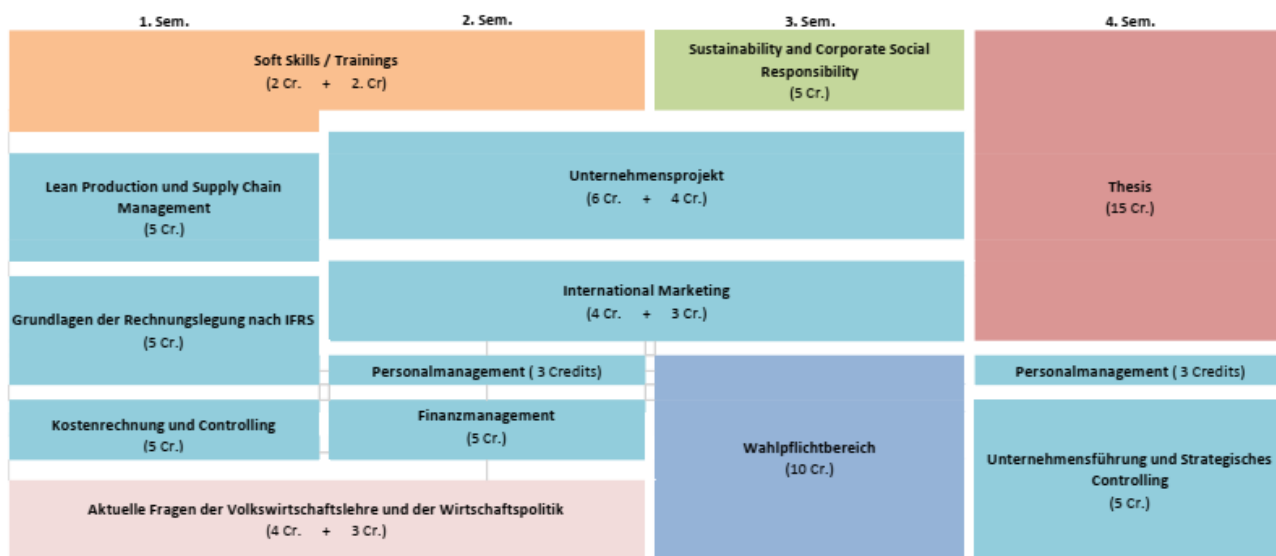 1. Sem. 2. Sem. 3. Sem. 4. Sem.
Soft Skills / Trainings
(2 Cr. + 2. Cr)
Sustainability and Corporate Social
Responsibility
(5 Cr.)
Lean Production und Supply Chain
Management
(5 Cr.)
Unternehmensprojekt
(6 Cr. + 4 Cr.)
Thesis
(15 Cr.)
Grundlagen der Rechnungslegung nach IFRS
(5 Cr.)
International Marketing
(4 Cr. + 3 Cr.)
Personalmanagement ( 3 Credits)
Personalmanagement ( 3 Credits)
Kostenrechnung und Controlling
(5 Cr.)
Finanzmanagement
(5 Cr.)
Wahlpflichtbereich
(10 Cr.)
Unternehmensführung und Strategisches
Controlling
(5 Cr.)
Aktuelle Fragen der Volkswirtschaftslehre und der Wirtschaftspolitik
(4 Cr. + 3 Cr.)